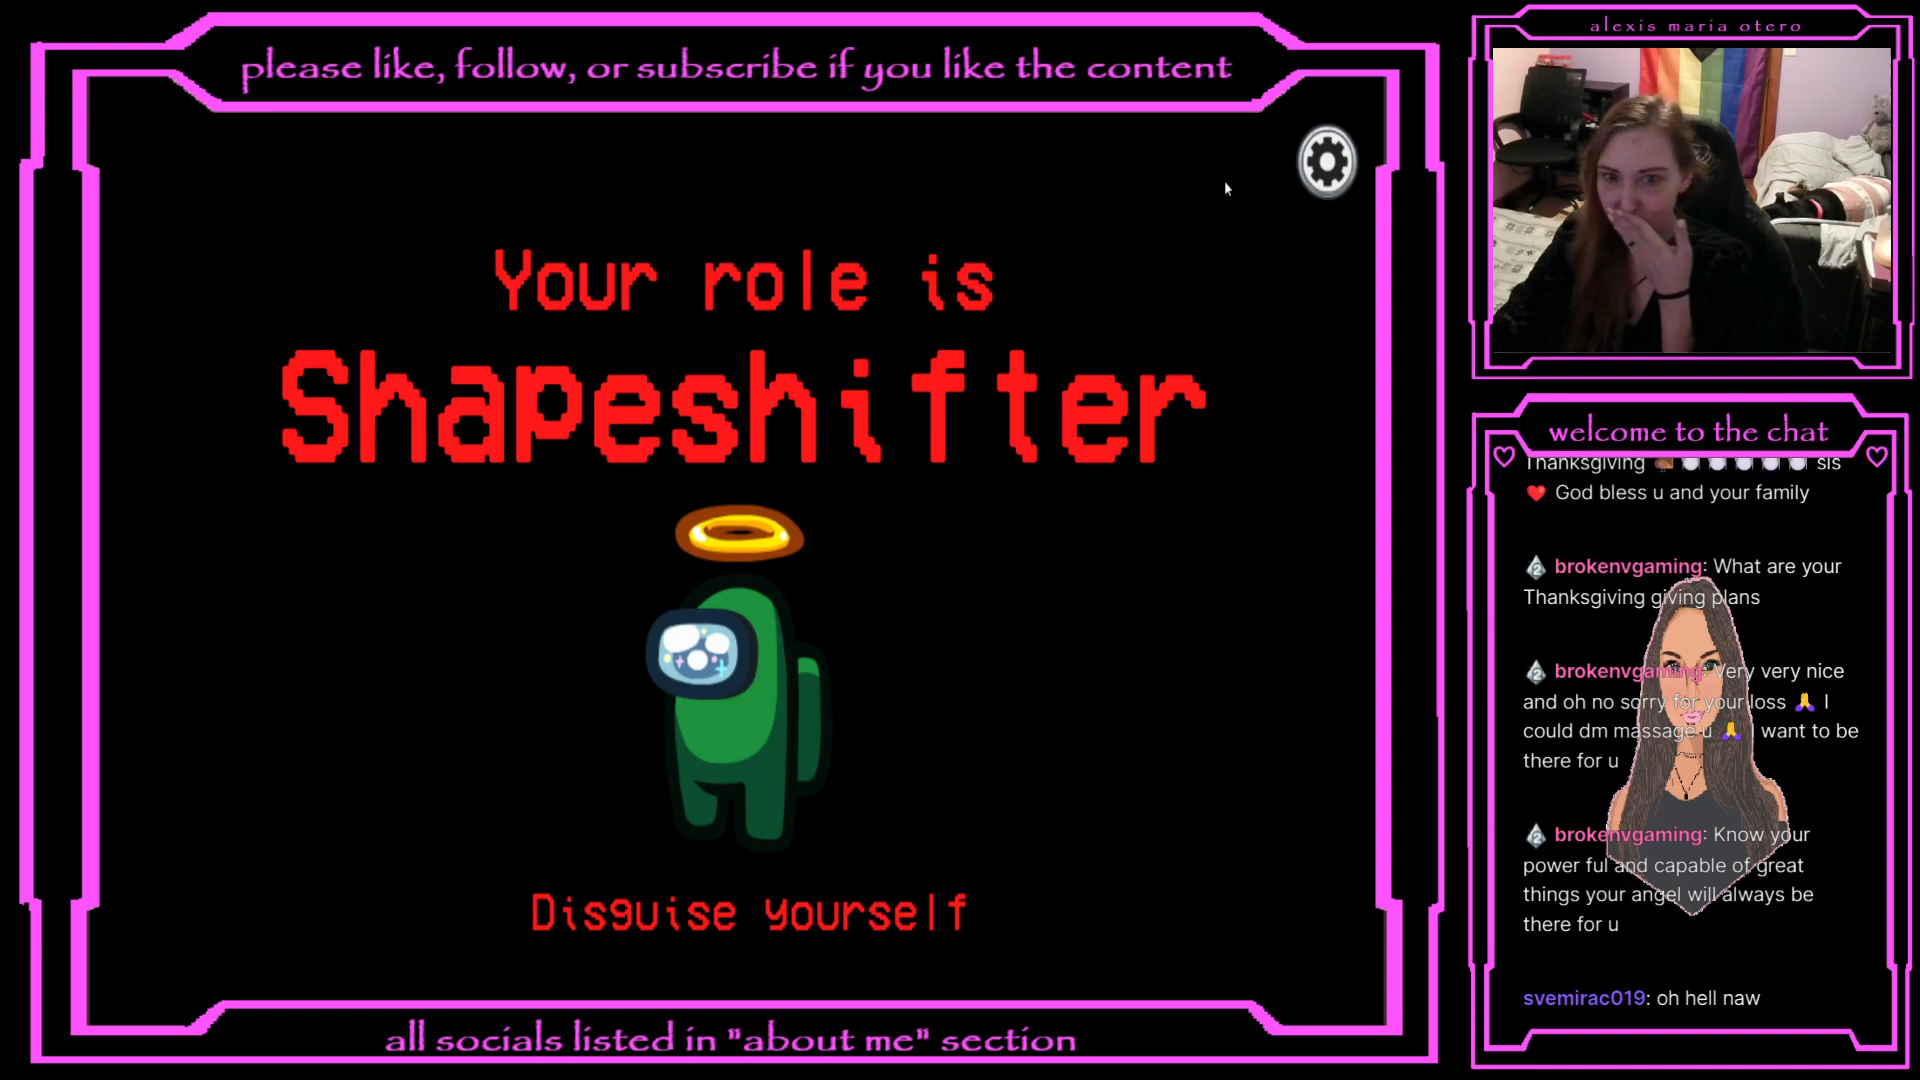 please like, follow, or subscribe if you like the content
Your role is
Shapeshifter
Disguise yourself
all socials listed in "about me" section
alexis maria otero
welcome to the chat
Thanksgiving 🦃🍽🍽🍽🍽🍽 sis
❤️ God bless u and your family
brokenvgaming: What are your
Thanksgiving giving plans
brokenvgaming: Very very nice
and oh no sorry for your loss 🙏 I
could dm massage u 🙏 I want to be
there for u
brokenvgaming: Know your
power ful and capable of great
things your angel will always be
there for u
svemirac019: oh hell naw